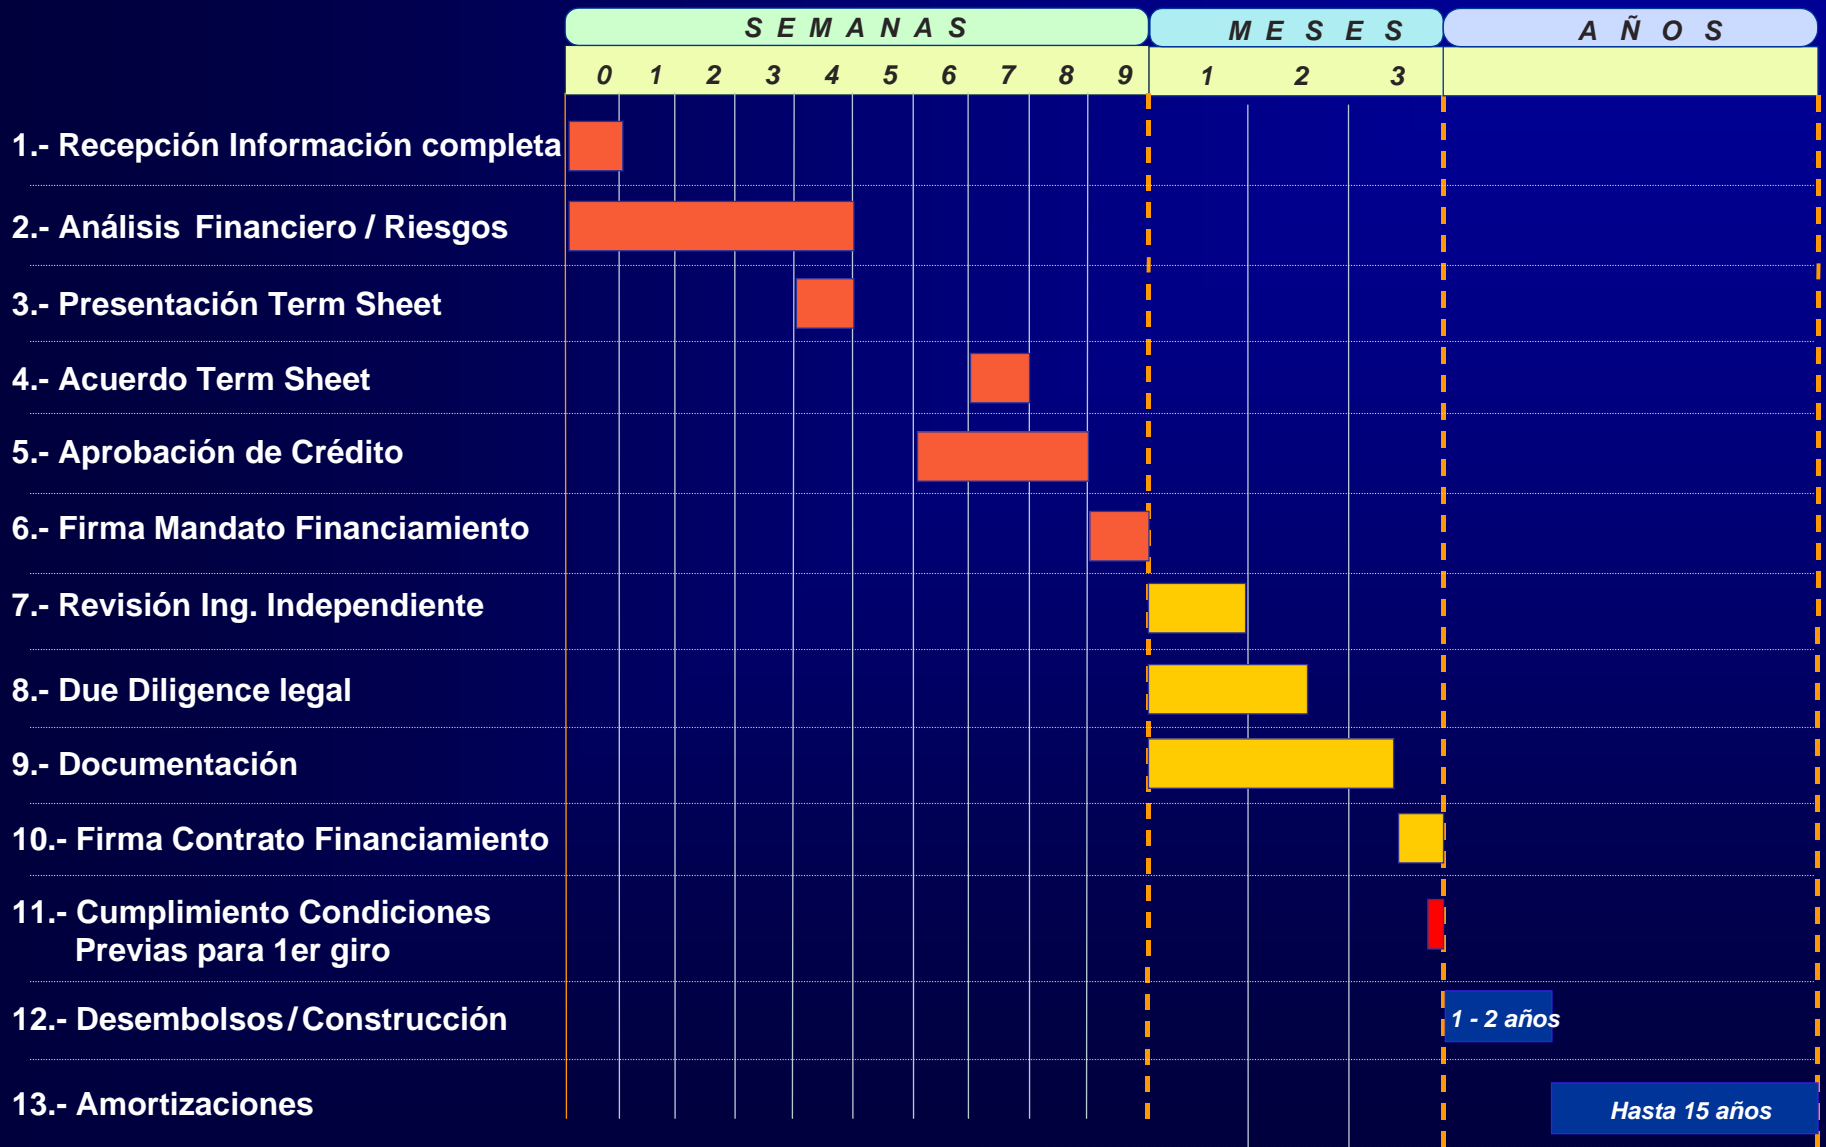 S E M A N A S M E S E S A Ñ O S
0 1 2 3 4 5 6 7 8 9 1 2 3
1.- Recepción Información completa
2.- Análisis Financiero / Riesgos
3.- Presentación Term Sheet
4.- Acuerdo Term Sheet
5.- Aprobación de Crédito
6.- Firma Mandato Financiamiento
7.- Revisión Ing. Independiente
8.- Due Diligence legal
9.- Documentación
10.- Firma Contrato Financiamiento
11.- Cumplimiento Condiciones
Previas para 1er giro
12.- Desembolsos/Construcción 1 - 2 años
13.- Amortizaciones Hasta 15 años